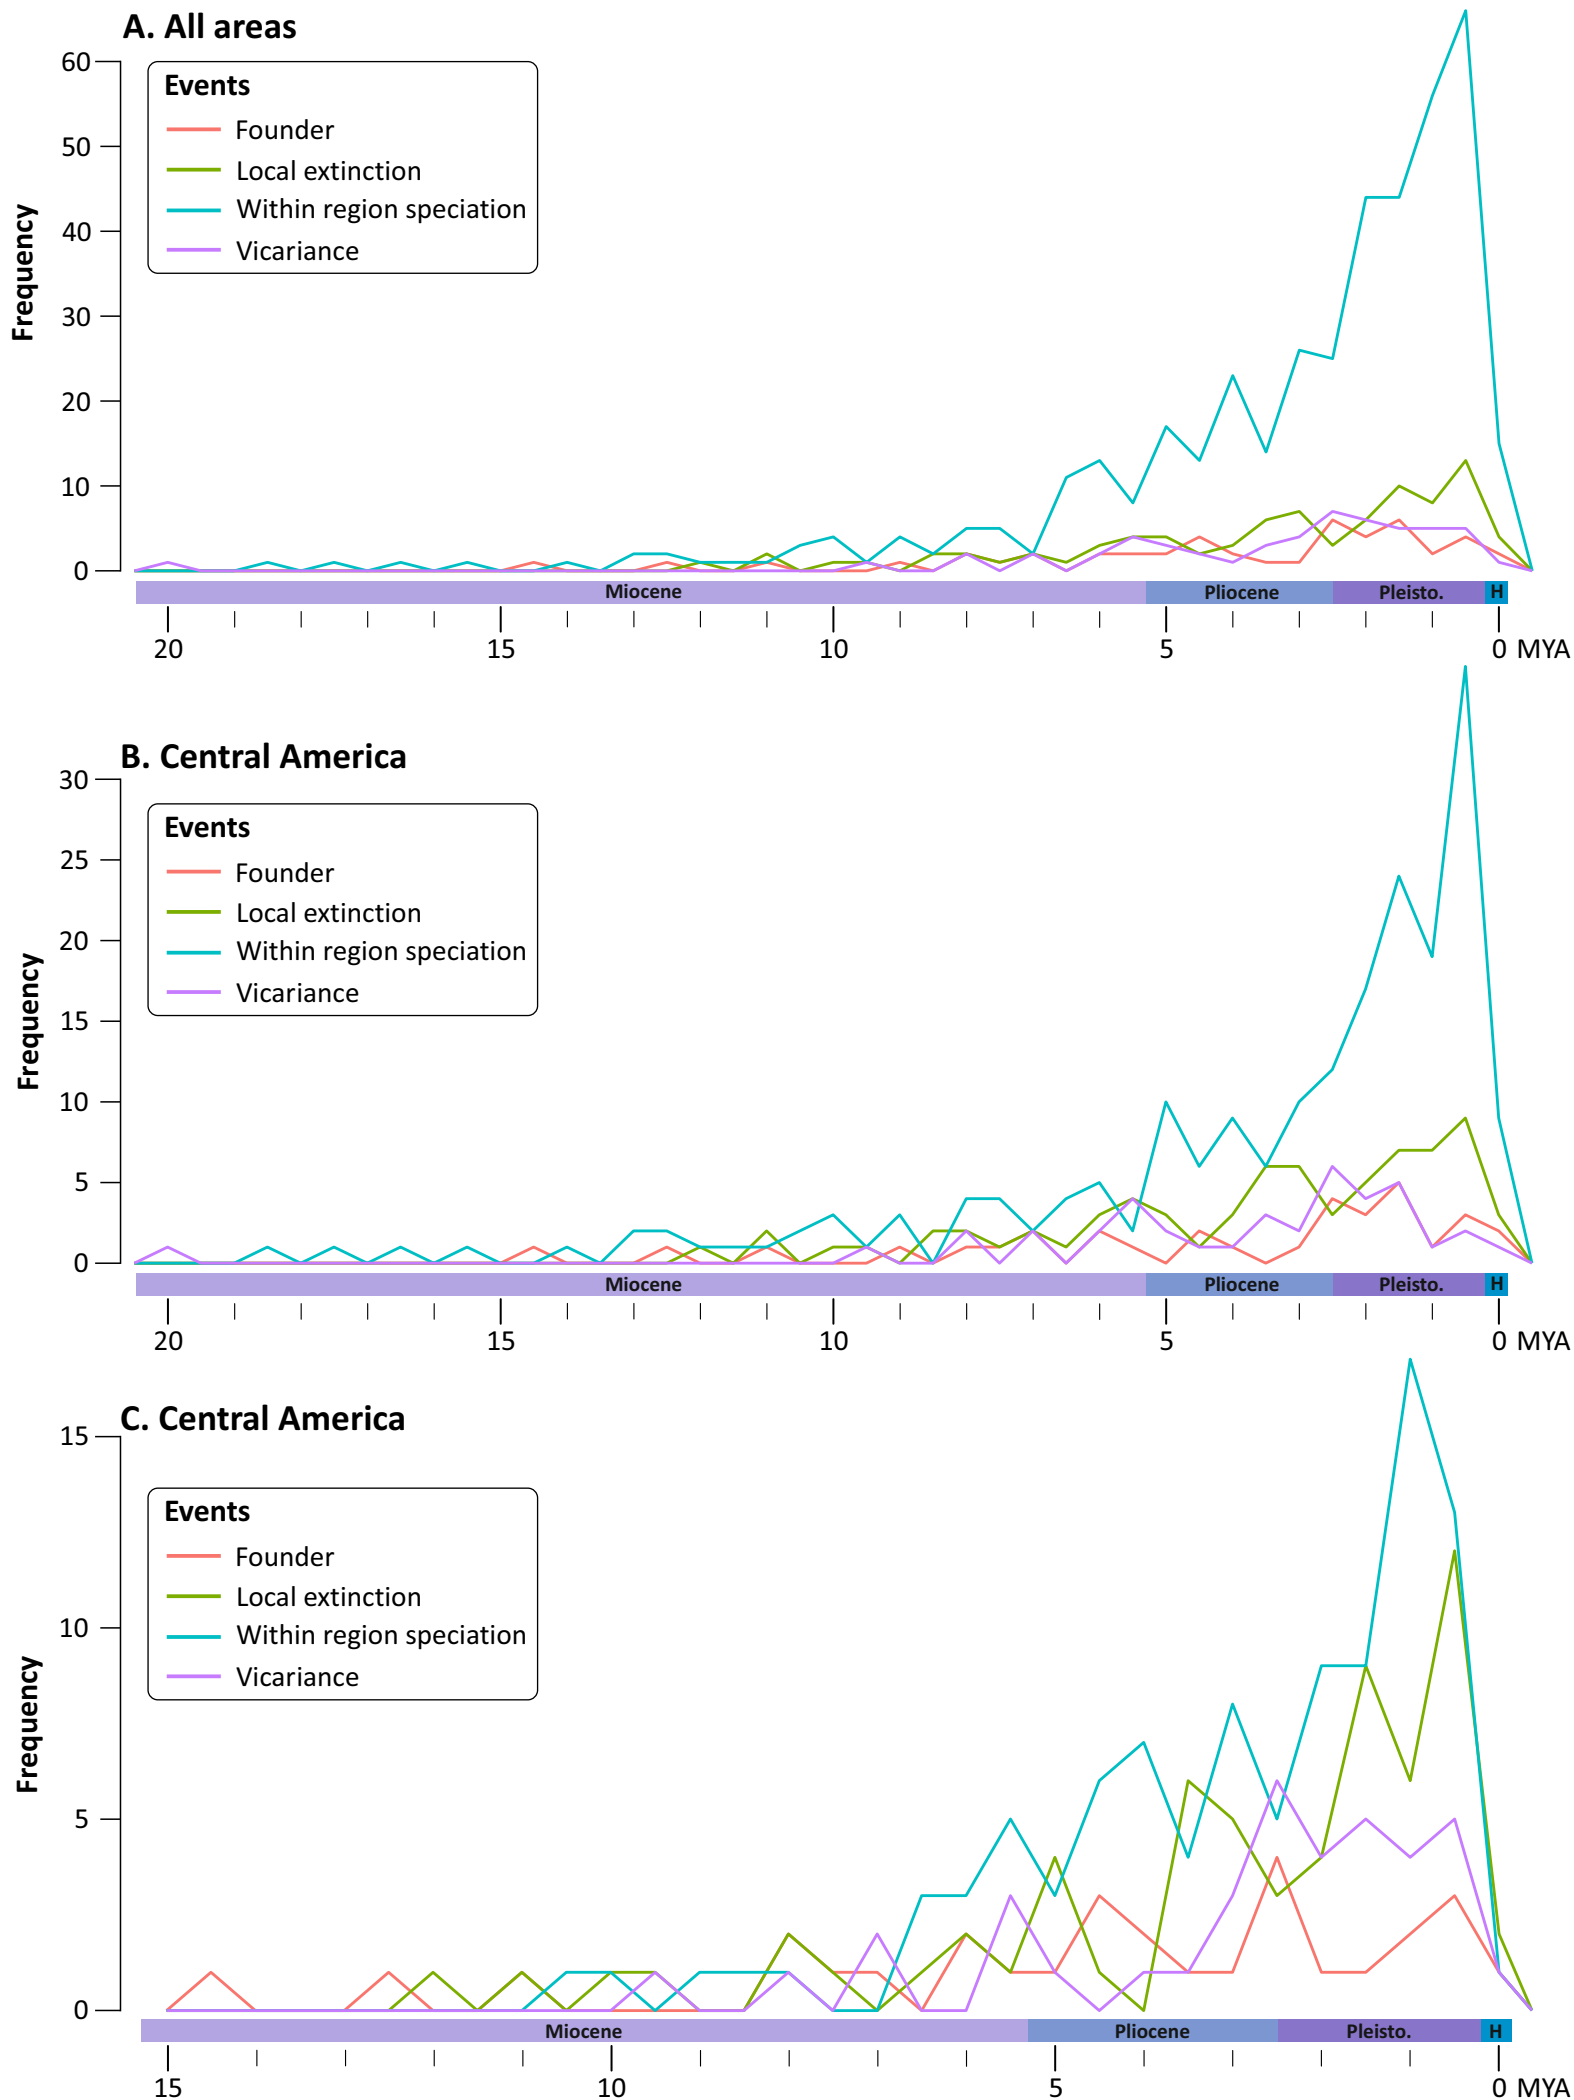 A. All areas
60
50
40
30
20
10
0
Frequency
Events
Founder
Local extinction
Within region speciation
Vicariance
Miocene
Pliocene
Pleisto.
H
20
15
10
5
0 MYA
B. Central America
30
25
20
15
10
5
0
Frequency
Events
Founder
Local extinction
Within region speciation
Vicariance
Miocene
Pliocene
Pleisto.
H
20
15
10
5
0 MYA
C. Central America
15
10
5
0
Frequency
Events
Founder
Local extinction
Within region speciation
Vicariance
Miocene
Pliocene
Pleisto.
H
15
10
5
0 MYA